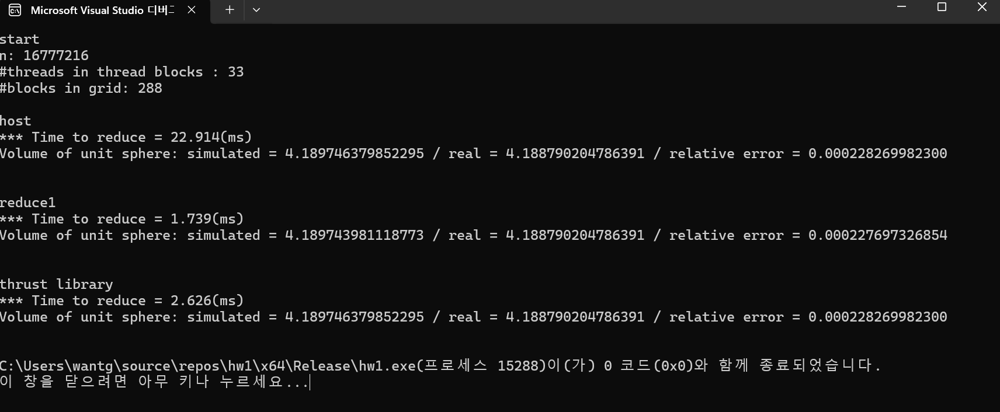 Microsoft Visual Studio 디버그
start
n: 16777216
#threads in thread blocks : 33
#blocks in grid: 288
host
*** Time to reduce = 22.914(ms)
Volume of unit sphere: simulated = 4.189746379852295 / real = 4.188790204786391 / relative error = 0.000228269982300
reduce1
*** Time to reduce = 1.739(ms)
Volume of unit sphere: simulated = 4.189743981118773 / real = 4.188790204786391 / relative error = 0.000227697326854
thrust library
*** Time to reduce = 2.626(ms)
Volume of unit sphere: simulated = 4.189746379852295 / real = 4.188790204786391 / relative error = 0.000228269982300
C:\Users\wantg\source\repos\hw1\x64\Release\hw1.exe(프로세스 15288)이(가) 0 코드(0x0)와 함께 종료되었습니다.
이 창을 닫으려면 아무 키나 누르세요...